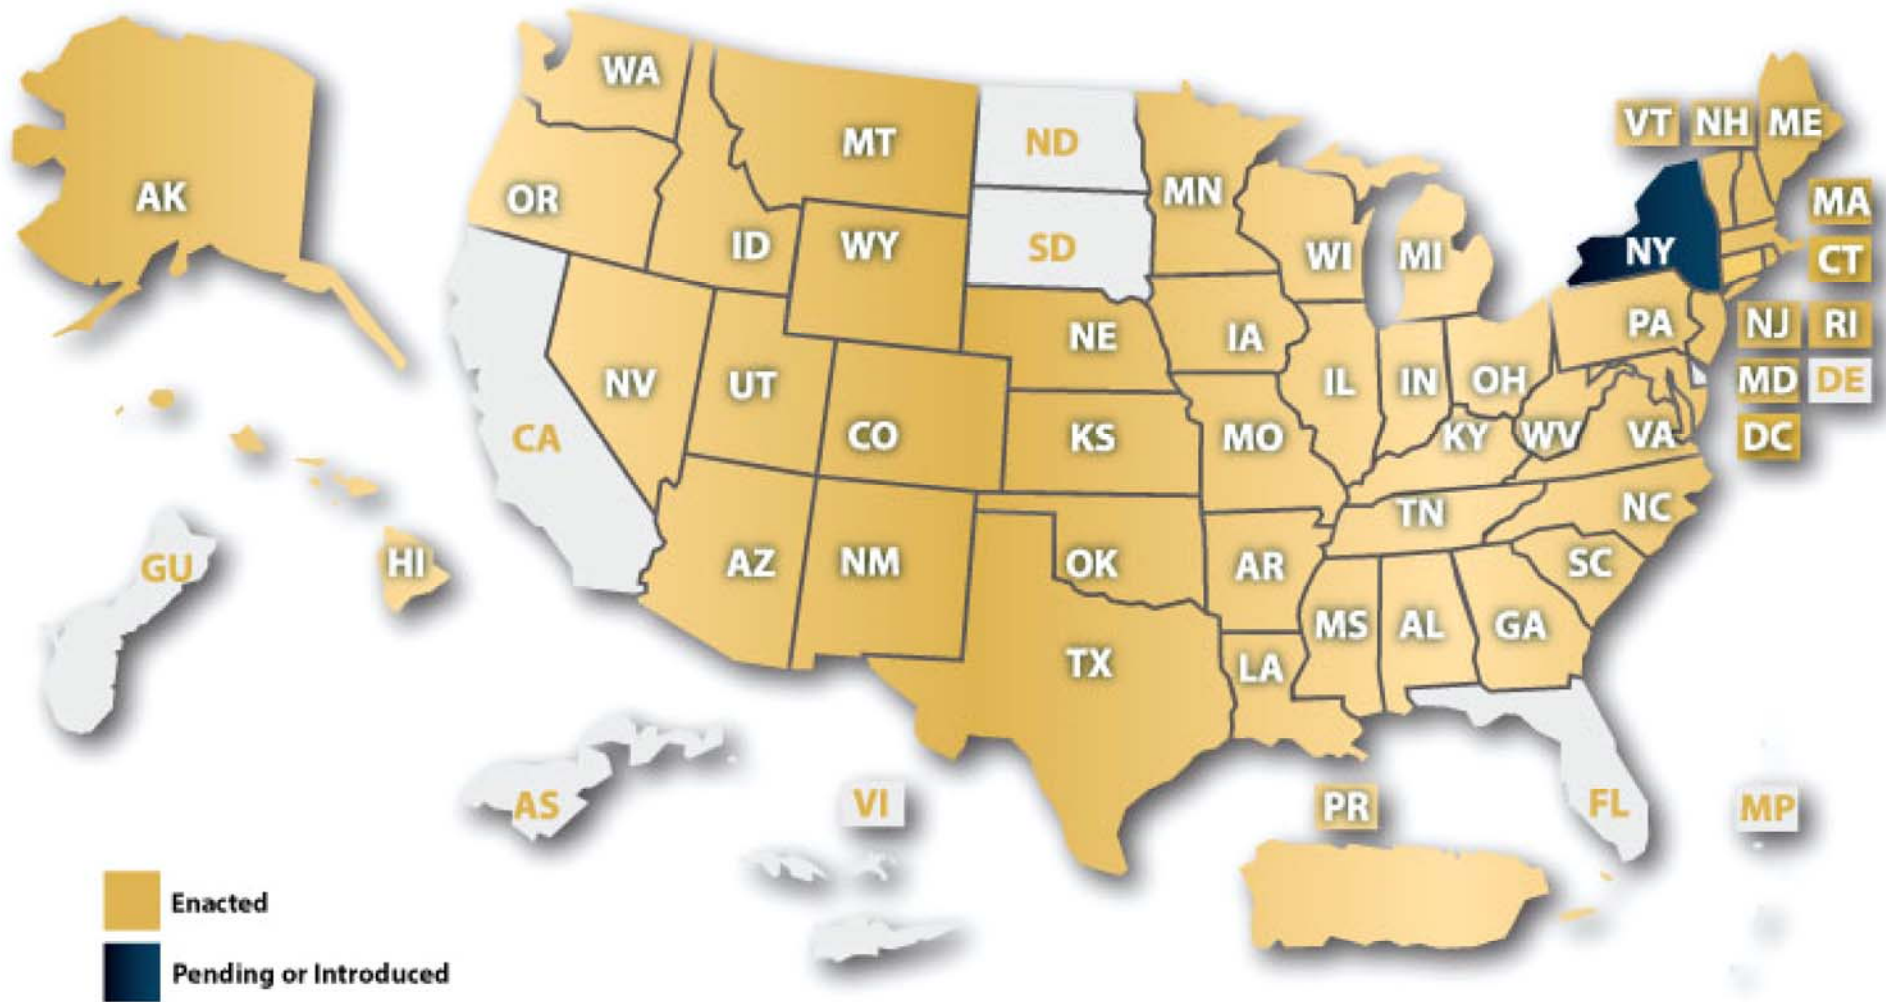 WA
MT
ND
MN
VT NH ME
AK
OR
ID
WY
SD
WI
MI
NY
MA
CT
NE
IA
PA
NJ RI
NV
UT
IL
IN
OH
MD DE
CA
CO
KS
MO
KY
WV
VA
DC
TN
NC
GU
HI
AZ
NM
OK
AR
SC
MS
AL
GA
TX
LA
AS
VI
PR
FL
MP
Enacted
Pending or Introduced